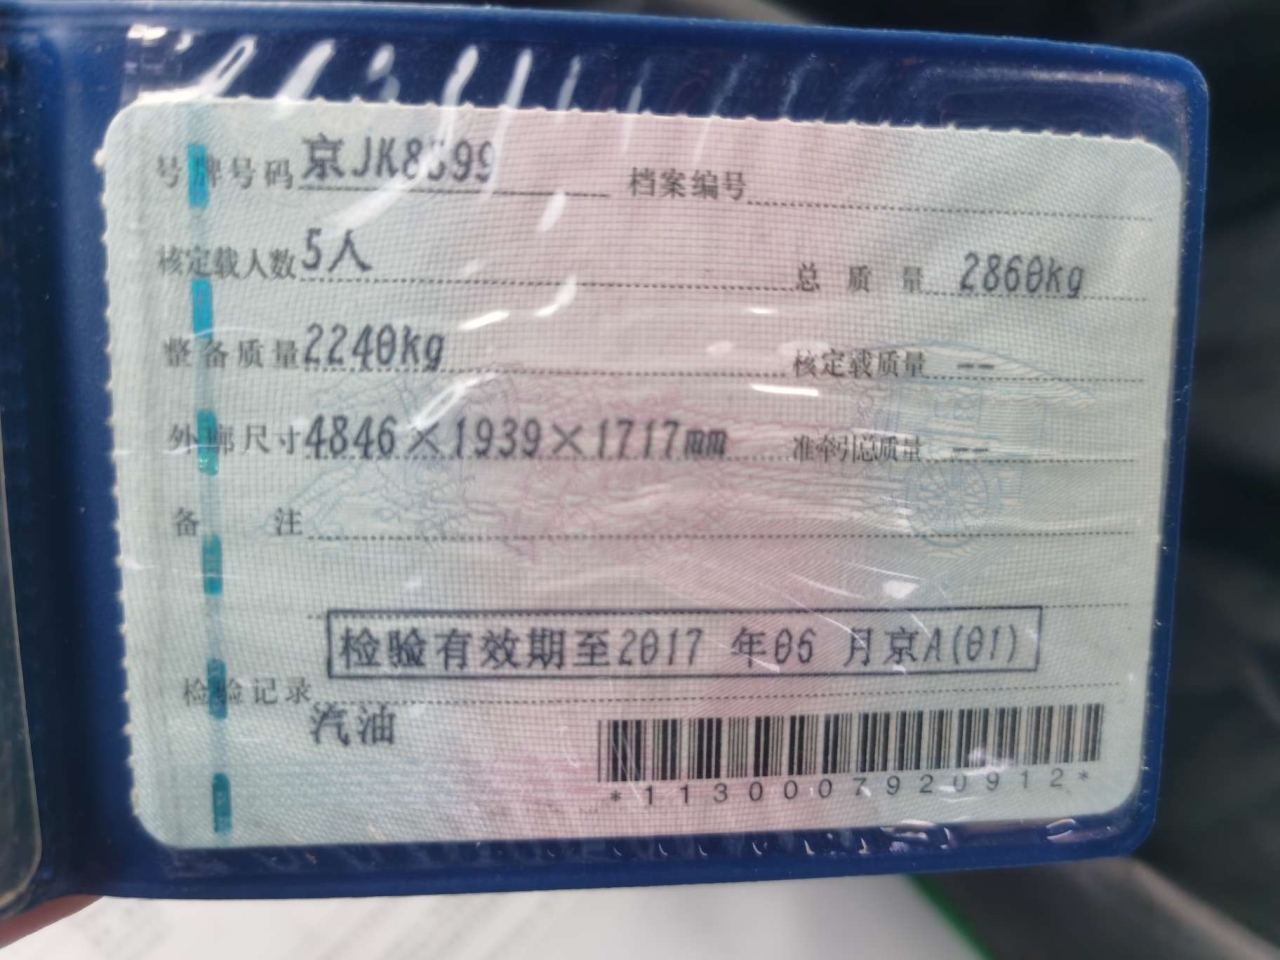 号牌号码 京JK8599 档案编号
核定载人数 5人 总质量 2860kg
整备质量 2240kg 核定载质量 --
外廓尺寸 4846×1939×1717mm 准牵引总质量 --
备注
检验有效期至2017 年06 月京A(01)
检验记录
汽油
*1130007920912*